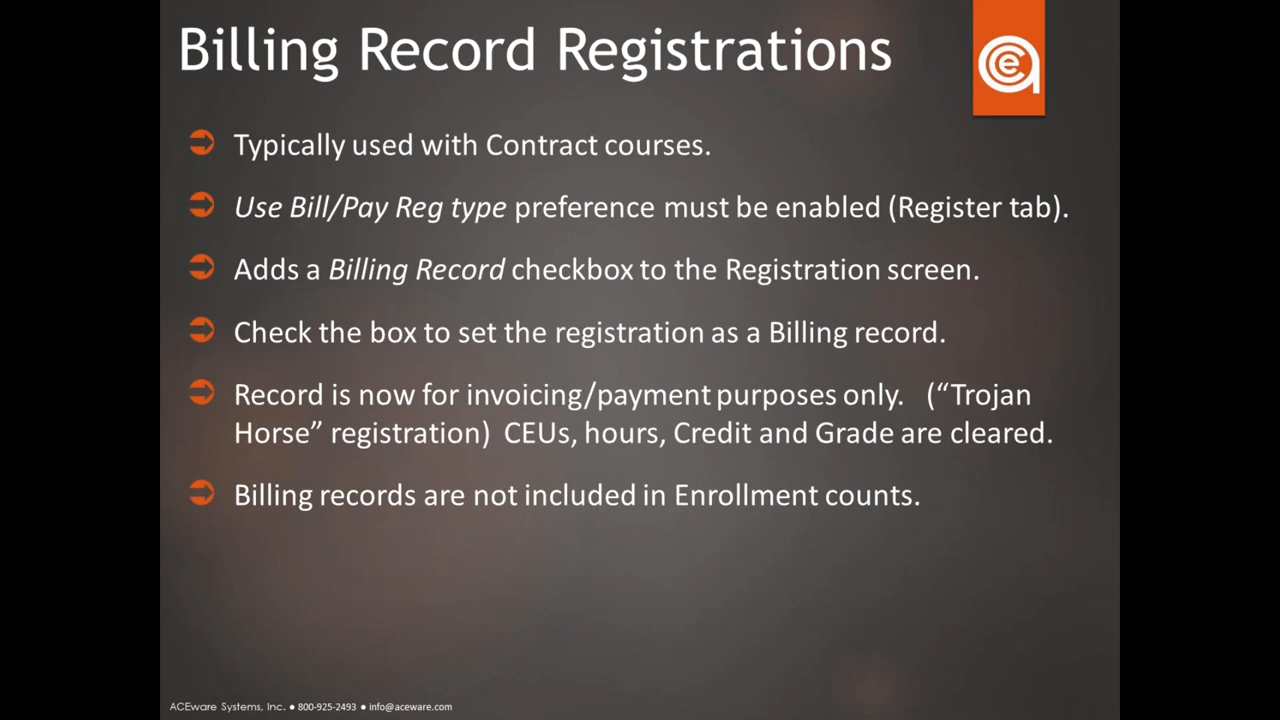 Billing Record Registrations
Typically used with Contract courses.
Use Bill/Pay Reg type preference must be enabled (Register tab).
Adds a Billing Record checkbox to the Registration screen.
Check the box to set the registration as a Billing record.
Record is now for invoicing/payment purposes only.   (“Trojan
Horse” registration)  CEUs, hours, Credit and Grade are cleared.
Billing records are not included in Enrollment counts.
ACEware Systems, Inc. ● 800-925-2493 ● info@aceware.com